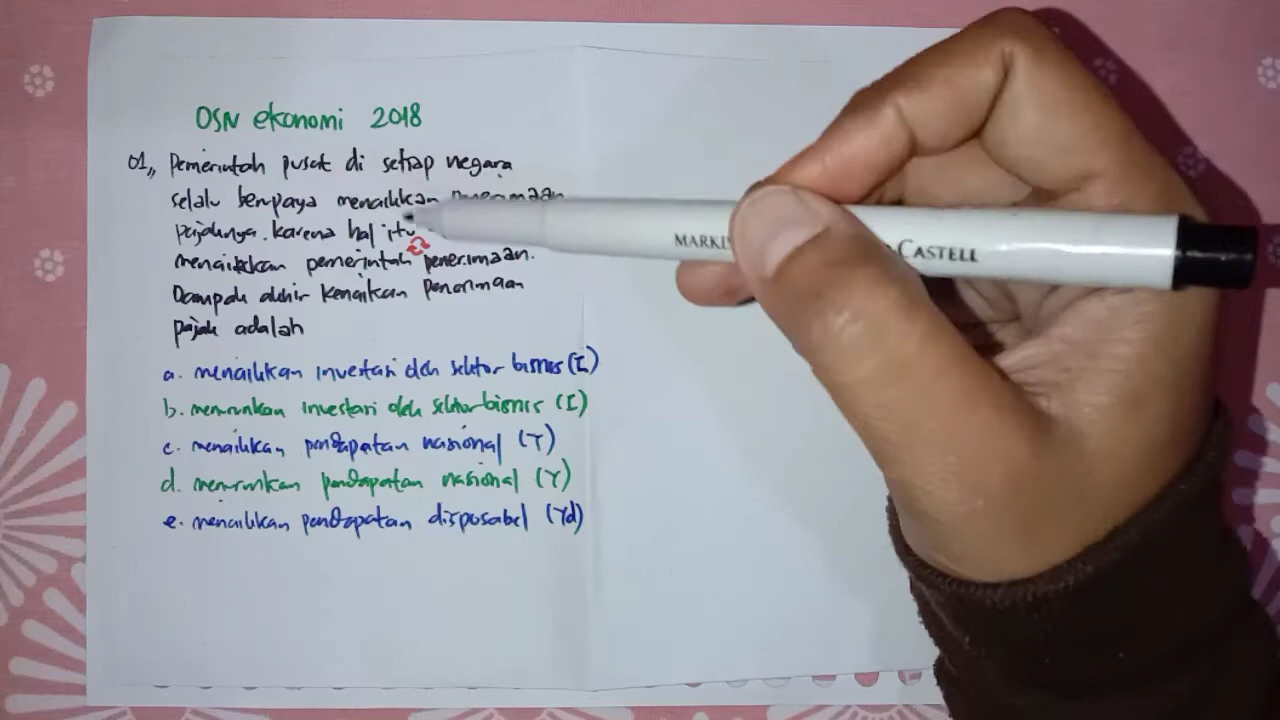 OSN ekonomi 2018
01,, Pemerintah pusat di setiap negara
selalu berupaya menaikkan penerimaan
pajaknya. karena hal itu
menaikkan pemerintah penerimaan.
Dampak akhir kenaikan penerimaan
pajak adalah
a. menaikkan investasi oleh sektor bisnis (I)
b. menurunkan investasi oleh sektor bisnis (I)
c. menaikkan pendapatan nasional (Y)
d. menurunkan pendapatan nasional (Y)
e. menaikkan pendapatan disposabel (Yd)
CASTELL